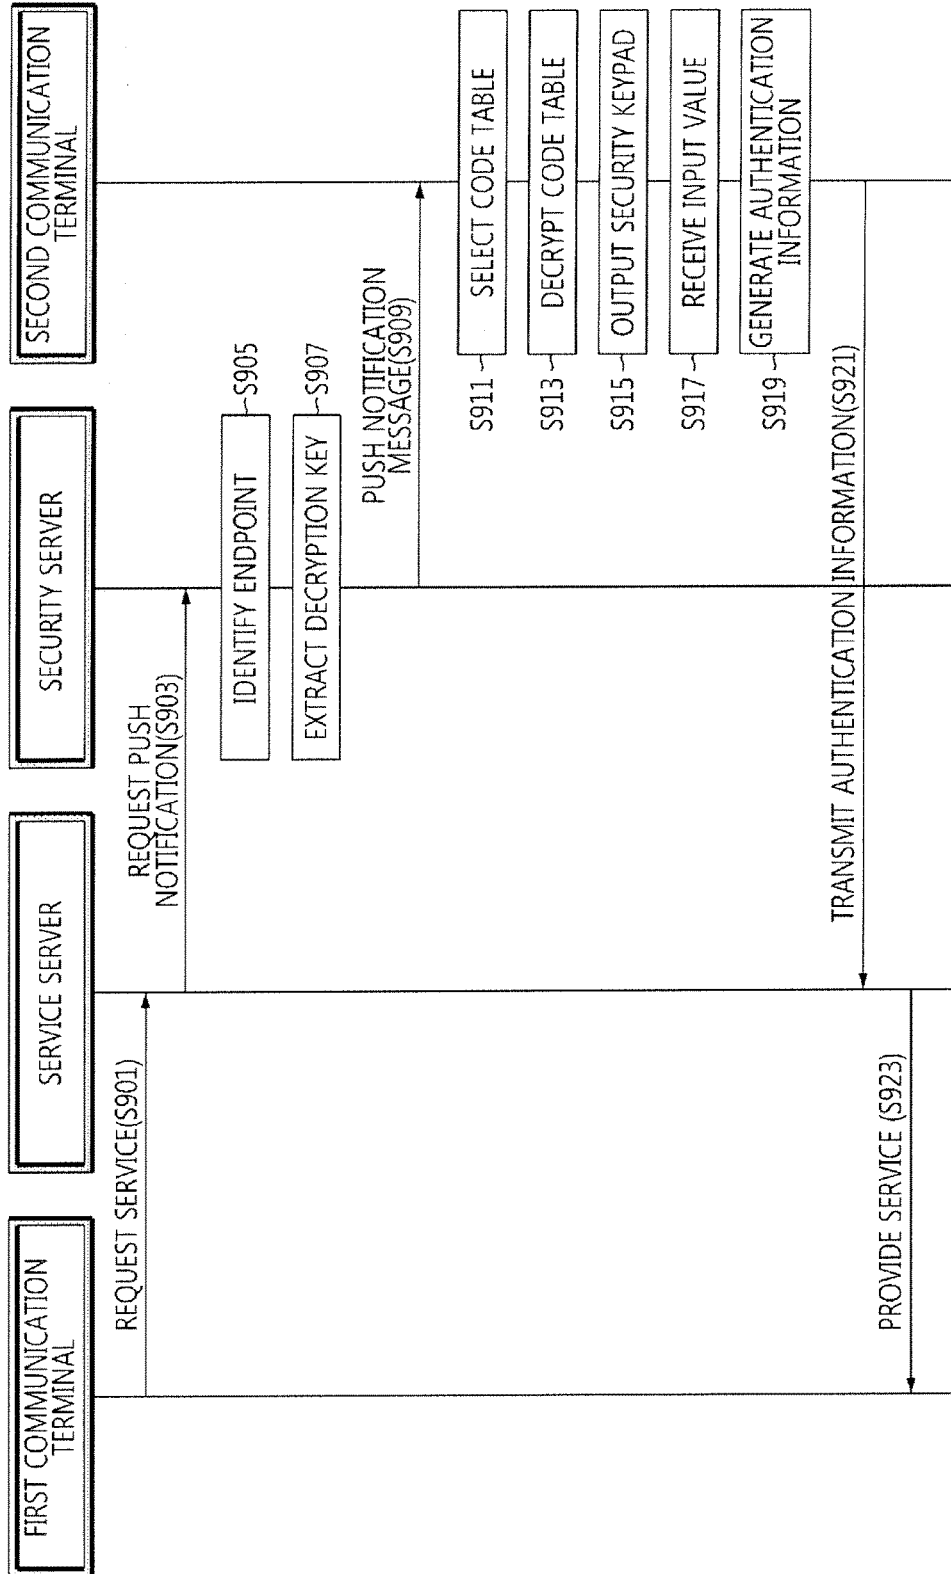 FIRST COMMUNICATION
TERMINAL
SERVICE SERVER
SECURITY SERVER
SECOND COMMUNICATION
TERMINAL
REQUEST SERVICE(S901)
REQUEST PUSH
NOTIFICATION(S903)
IDENTIFY ENDPOINT
S905
EXTRACT DECRYPTION KEY
S907
PUSH NOTIFICATION
MESSAGE(S909)
S911
SELECT CODE TABLE
S913
DECRYPT CODE TABLE
S915
OUTPUT SECURITY KEYPAD
S917
RECEIVE INPUT VALUE
S919
GENERATE AUTHENTICATION
INFORMATION
TRANSMIT AUTHENTICATION INFORMATION(S921)
PROVIDE SERVICE (S923)